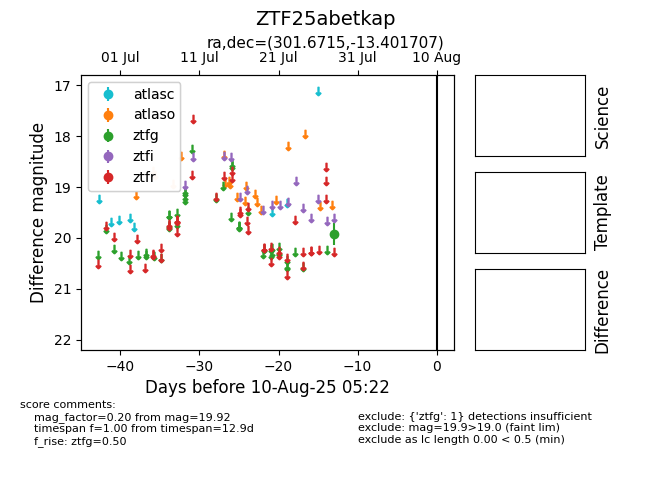 ZTF25abetkap
ra,dec=(301.6715,-13.401707)
01 Jul 11 Jul 21 Jul 31 Jul 10 Aug
17
18
19
20
21
22
Difference magnitude
atlasc
atlaso
ztfg
ztfi
ztfr
−40 −30 −20 −10 0
Days before 10-Aug-25 05:22
Science
Template
Difference
score comments:
mag_factor=0.20 from mag=19.92
timespan f=1.00 from timespan=12.9d
f_rise: ztfg=0.50
exclude: {'ztfg': 1} detections insufficient
exclude: mag=19.9>19.0 (faint lim)
exclude as lc length 0.00 < 0.5 (min)